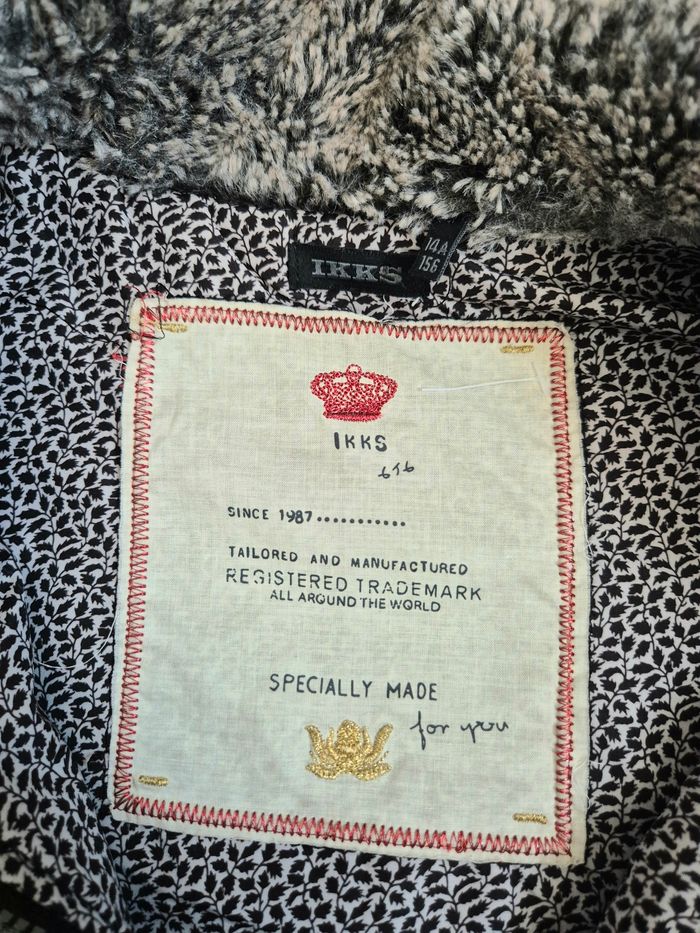 IKKS
14A
156
IKKS
SINCE 1987............
TAILORED AND MANUFACTURED
REGISTERED TRADEMARK
ALL AROUND THE WORLD
SPECIALLY MADE
for you